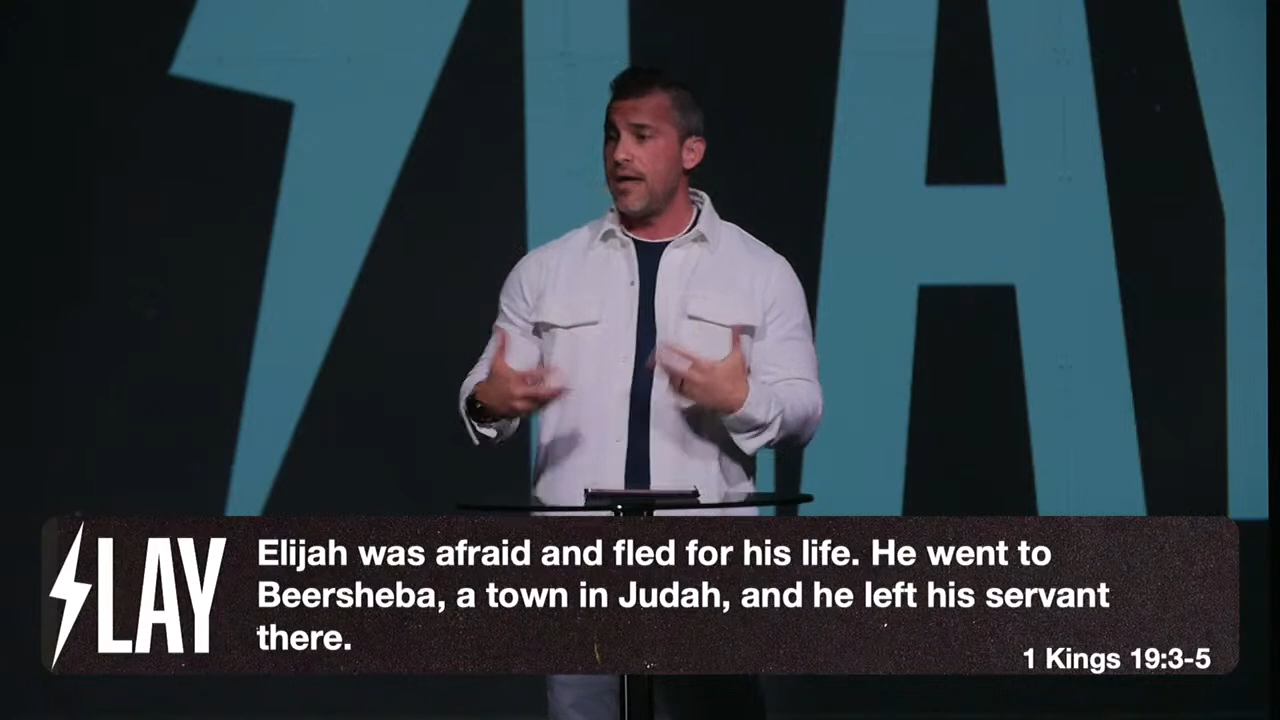 SLAY
SLAY
Elijah was afraid and fled for his life. He went to
Beersheba, a town in Judah, and he left his servant
there.
1 Kings 19:3-5